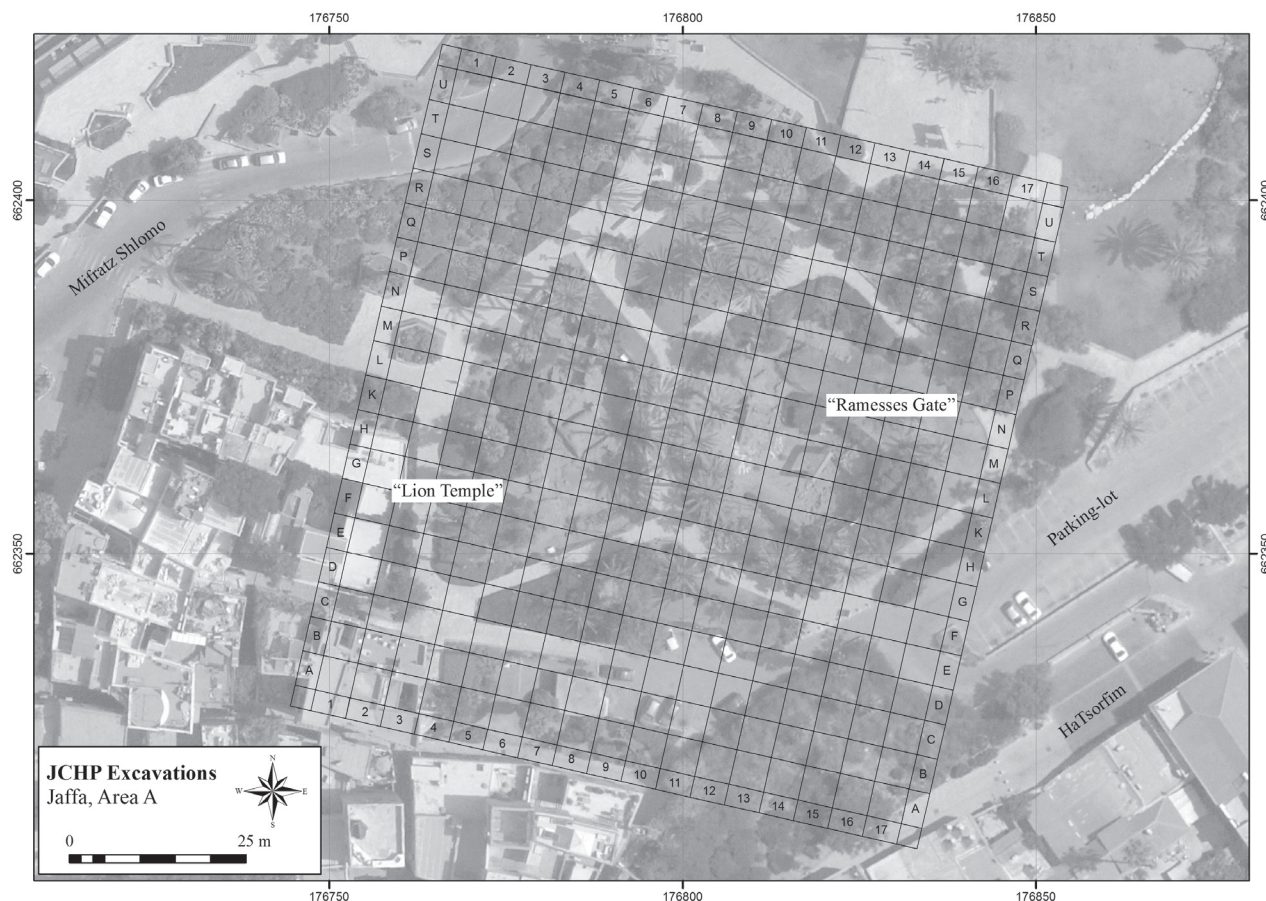 176750 176800 176850
1 2 3 4 5 6 7 8 9 10 11 12 13 14 15 16 17
662400 662400
U U
T T
S S
R R
Q Q
P P
N N
M M
L L
K K
H H
G G
F F
E E
D D
C C
B B
A A
Mifratz Shlomo
“Ramesses Gate”
“Lion Temple”
Parking-lot
662350 662350
HaTsorfim
1 2 3 4 5 6 7 8 9 10 11 12 13 14 15 16 17
JCHP Excavations
Jaffa, Area A
N
W E
S
0 25 m
176750 176800 176850